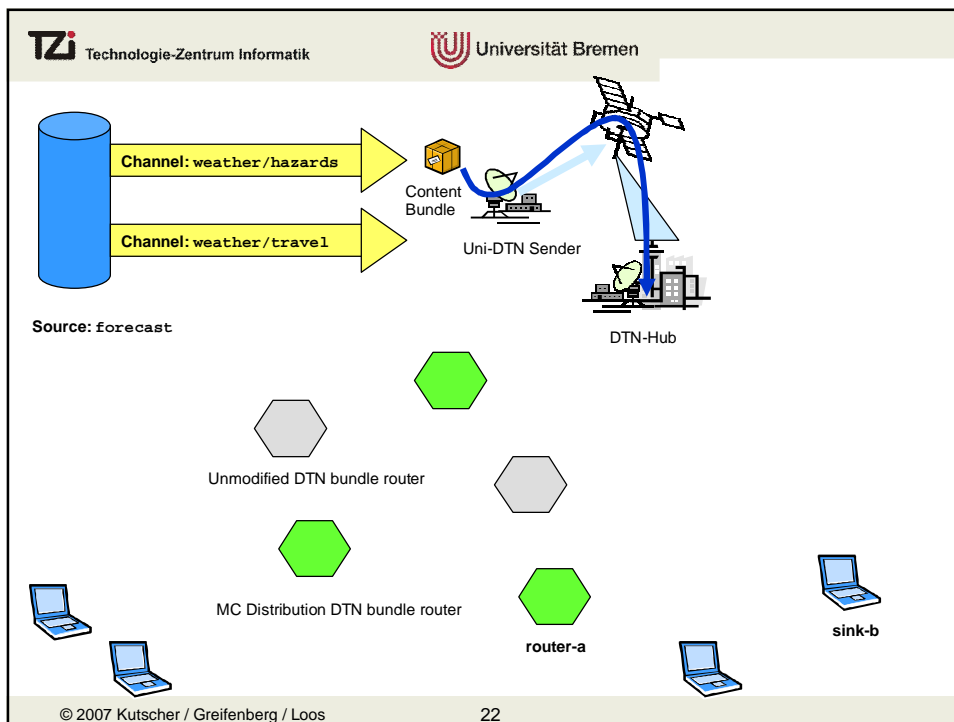 TZi Technologie-Zentrum Informatik
Universität Bremen
Channel: weather/hazards
Content
Bundle
Channel: weather/travel
Uni-DTN Sender
Source: forecast
DTN-Hub
Unmodified DTN bundle router
MC Distribution DTN bundle router
router-a
sink-b
© 2007 Kutscher / Greifenberg / Loos
22